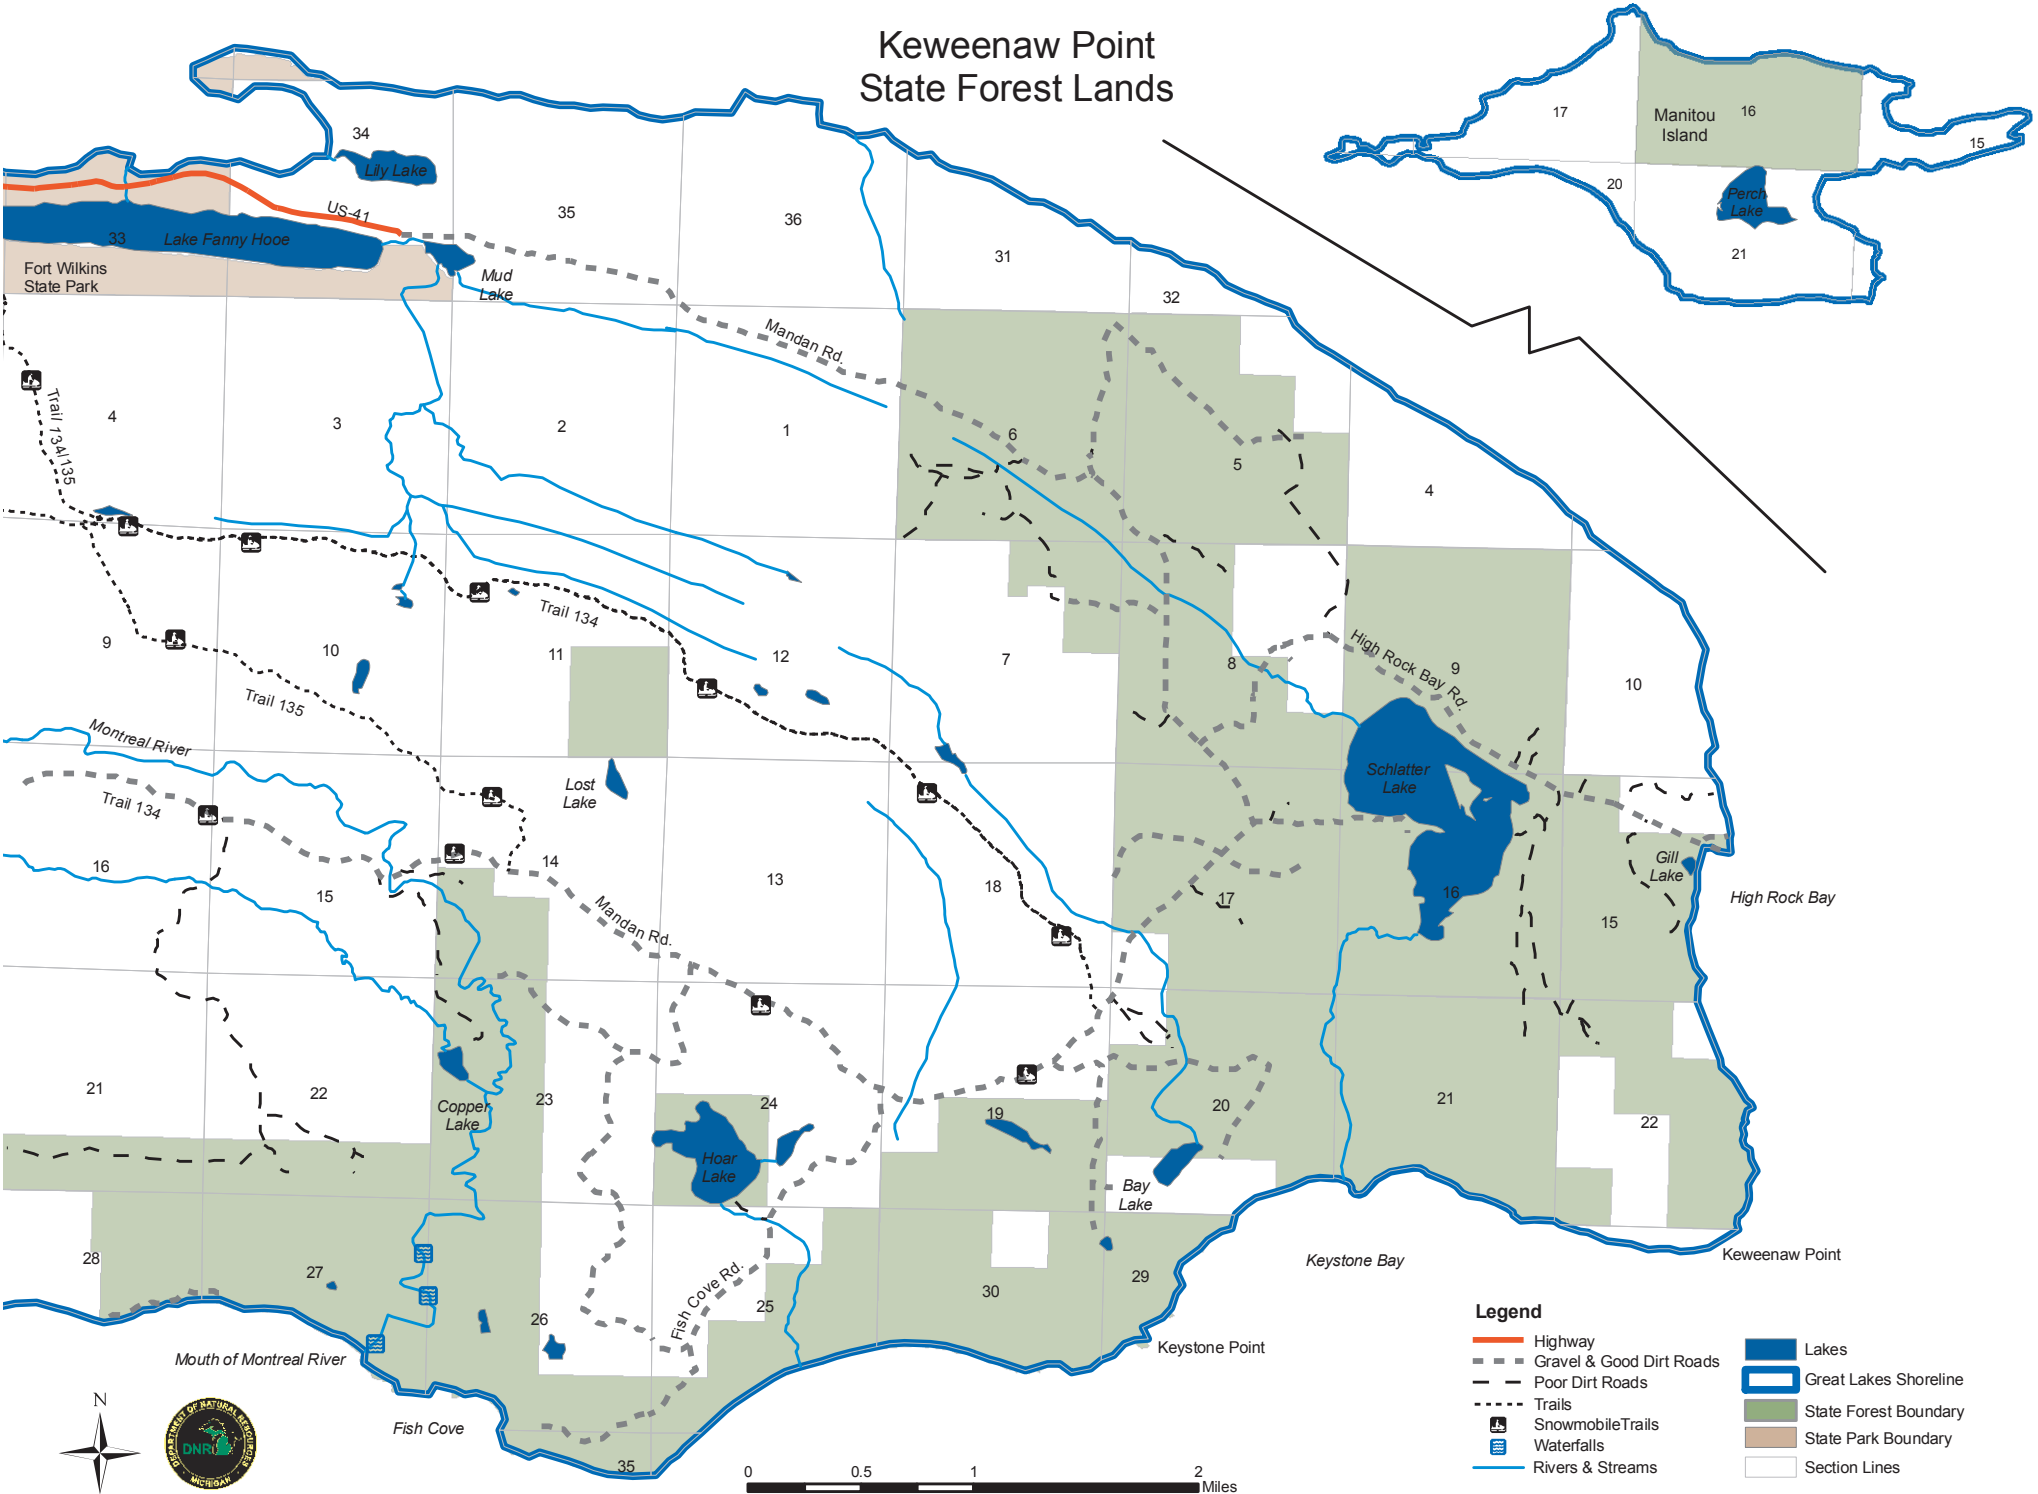 Keweenaw Point
State Forest Lands
17
Manitou
Island
16
15
20
Perch
Lake
21
34
Lily Lake
US-41
35
36
33
Lake Fanny Hooe
Fort Wilkins
State Park
Mud
Lake
31
32
Mandan Rd.
Trail 134/135
4
3
2
1
6
5
4
9
10
11
Trail 134
12
7
8
High Rock Bay Rd.
9
10
Trail 135
Montreal River
Trail 134
Lost
Lake
Schlatter
Lake
16
15
14
Mandan Rd.
13
18
17
16
15
Gill
Lake
High Rock Bay
21
22
Copper
Lake
23
24
Hoar
Lake
19
20
21
22
Bay
Lake
28
27
26
Fish Cove Rd.
25
30
29
Keystone Bay
Keweenaw Point
Keystone Point
Mouth of Montreal River
Fish Cove
35
N
DEPARTMENT OF NATURAL RESOURCES
DNR
MICHIGAN
0
0.5
1
2
Miles
Legend
Highway
Gravel & Good Dirt Roads
Poor Dirt Roads
Trails
SnowmobileTrails
Waterfalls
Rivers & Streams
Lakes
Great Lakes Shoreline
State Forest Boundary
State Park Boundary
Section Lines